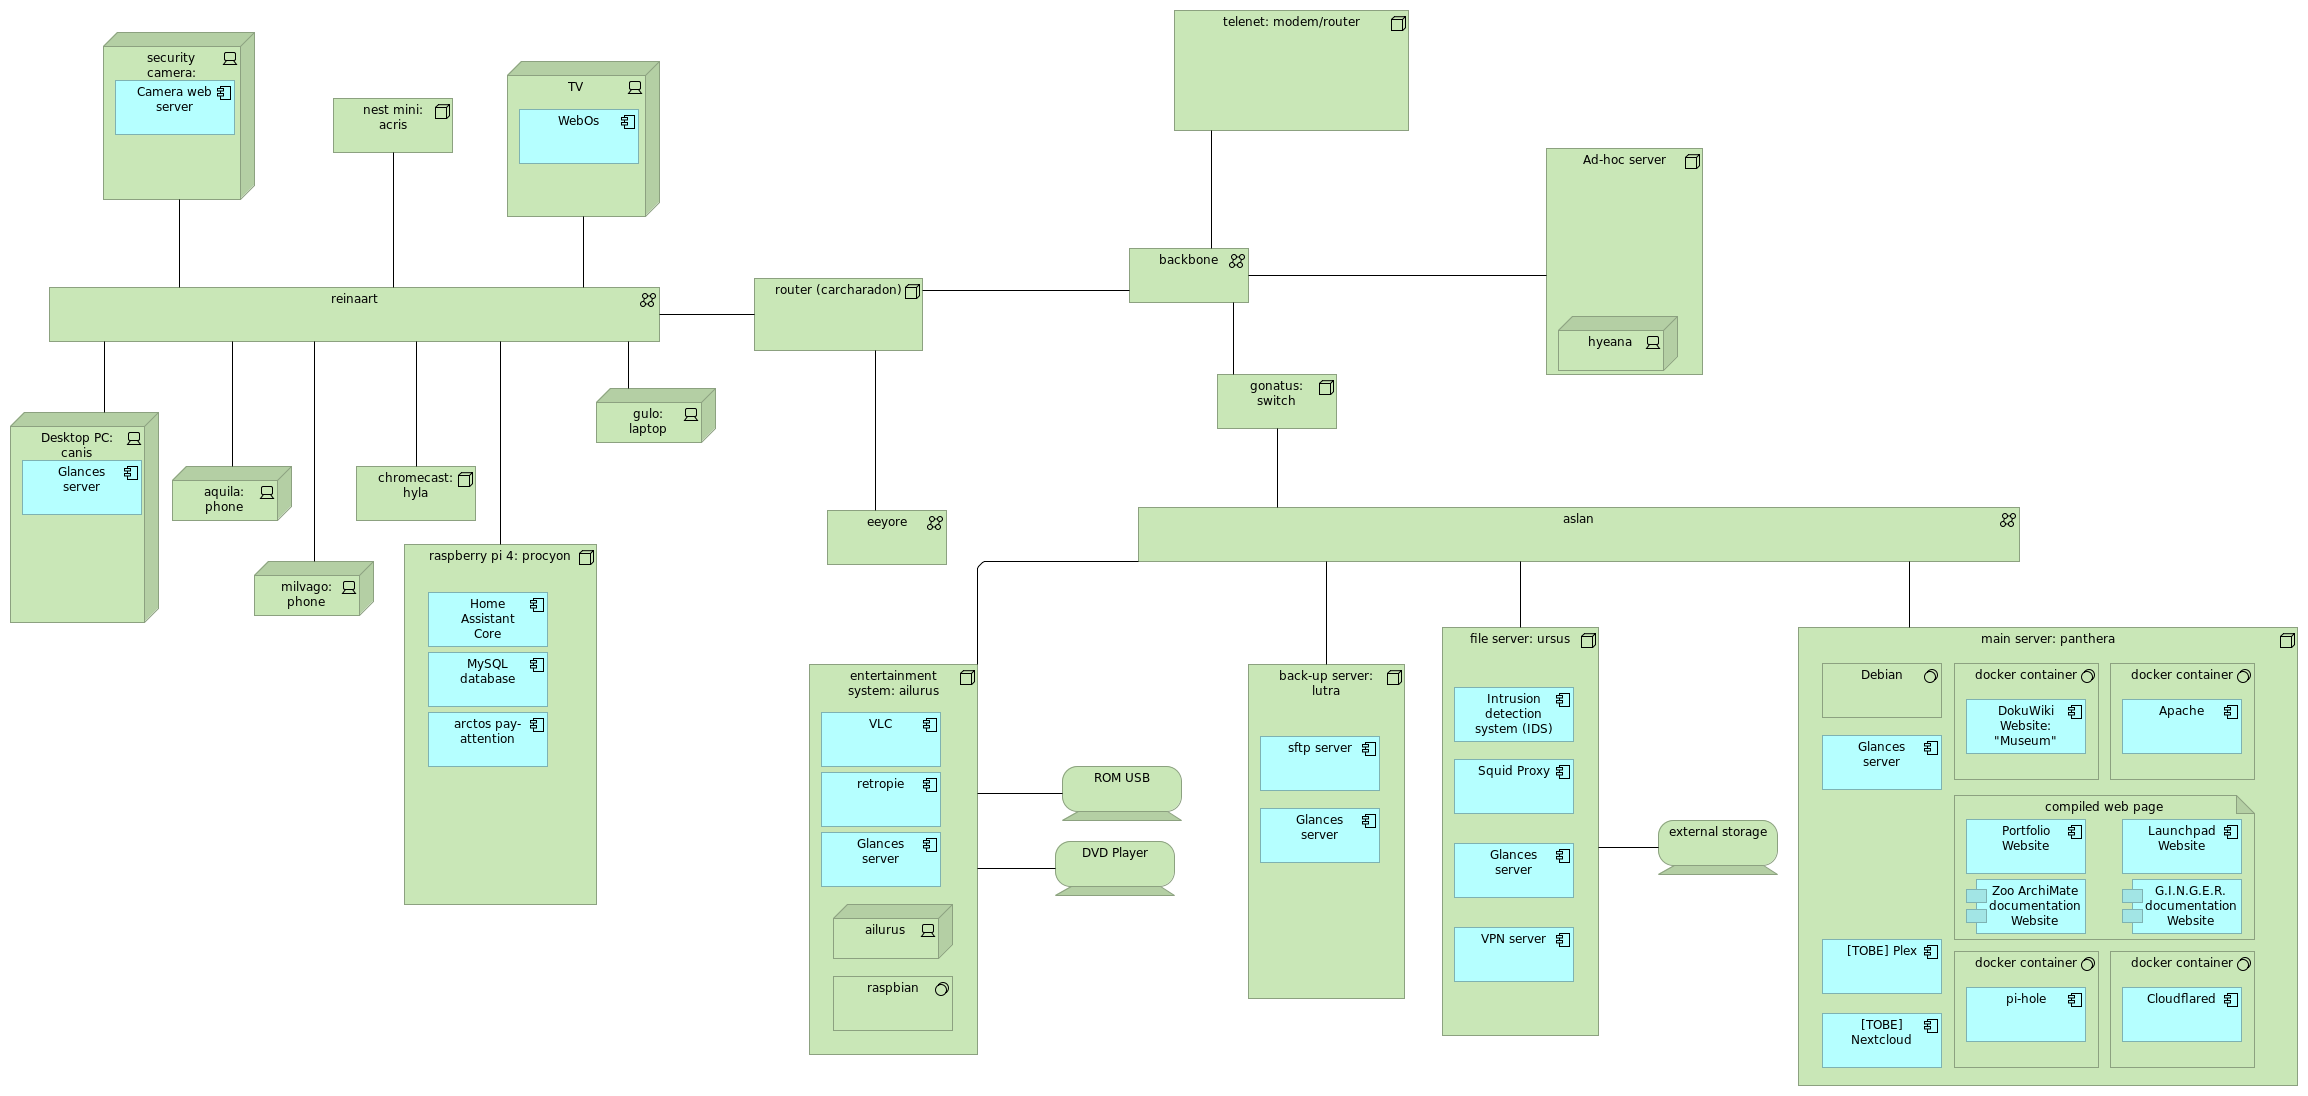 telenet: modem/router
security
camera:
Camera web
server
nest mini:
acris
TV
WebOs
Ad-hoc server
hyeana
backbone
router (carcharadon)
reinaart
gonatus:
switch
gulo:
laptop
Desktop PC:
canis
Glances
server
aquila:
phone
chromecast:
hyla
milvago:
phone
raspberry pi 4: procyon
Home
Assistant
Core
MySQL
database
arctos pay-
attention
eeyore
aslan
entertainment
system: ailurus
VLC
retropie
Glances
server
ailurus
raspbian
ROM USB
DVD Player
back-up server:
lutra
sftp server
Glances
server
file server: ursus
Intrusion
detection
system (IDS)
Squid Proxy
Glances
server
VPN server
external storage
main server: panthera
Debian
Glances
server
docker container
DokuWiki
Website:
"Museum"
docker container
Apache
compiled web page
Portfolio
Website
Launchpad
Website
Zoo ArchiMate
documentation
Website
G.I.N.G.E.R.
documentation
Website
[TOBE] Plex
[TOBE]
Nextcloud
docker container
pi-hole
docker container
Cloudflared